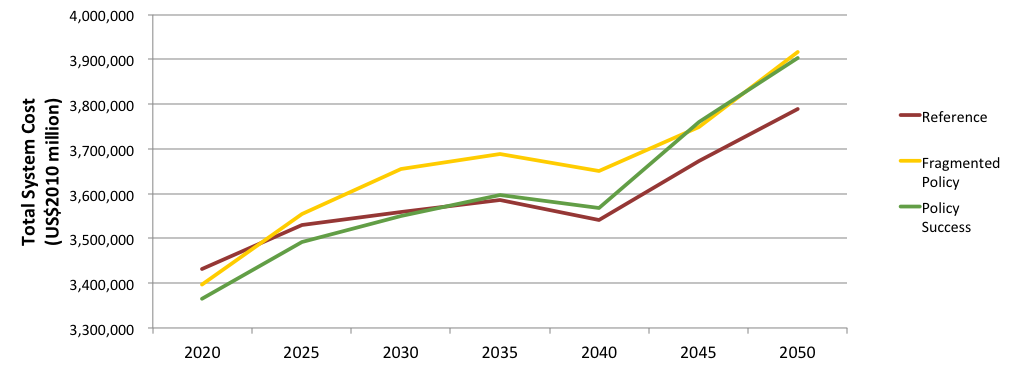 4,000,000
3,900,000
3,800,000
3,700,000
3,600,000
3,500,000
3,400,000
3,300,000
Total System Cost
(US$2010 million)
2020 2025 2030 2035 2040 2045 2050
Reference
Fragmented
Policy
Policy
Success